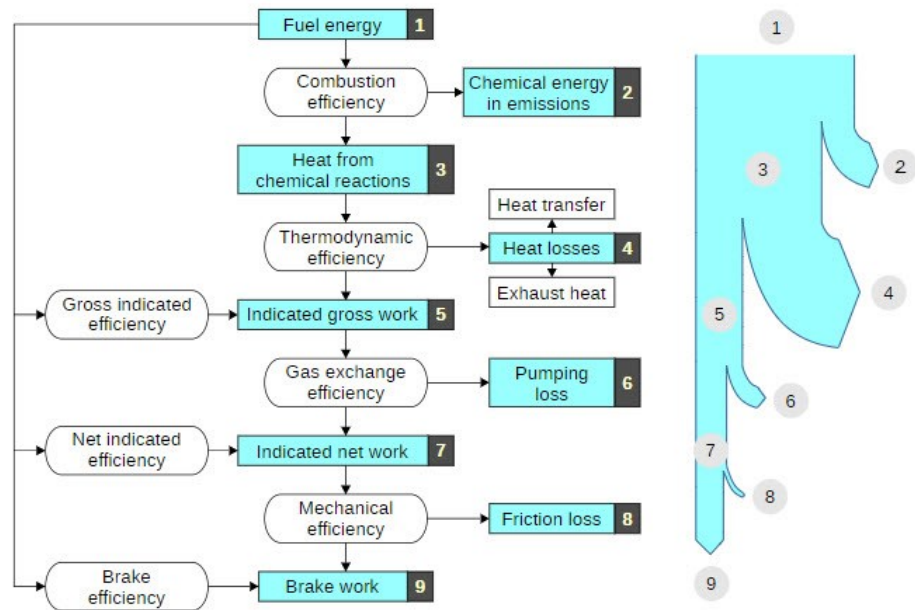 Fuel energy 1
Combustion
efficiency
Chemical energy
in emissions
2
Heat from
chemical reactions
3
Heat transfer
Thermodynamic
efficiency
Heat losses 4
Exhaust heat
Gross indicated
efficiency
Indicated gross work 5
Gas exchange
efficiency
Pumping
loss
6
Net indicated
efficiency
Indicated net work 7
Mechanical
efficiency
Friction loss 8
Brake
efficiency
Brake work 9
1
2
3
4
5
6
7
8
9